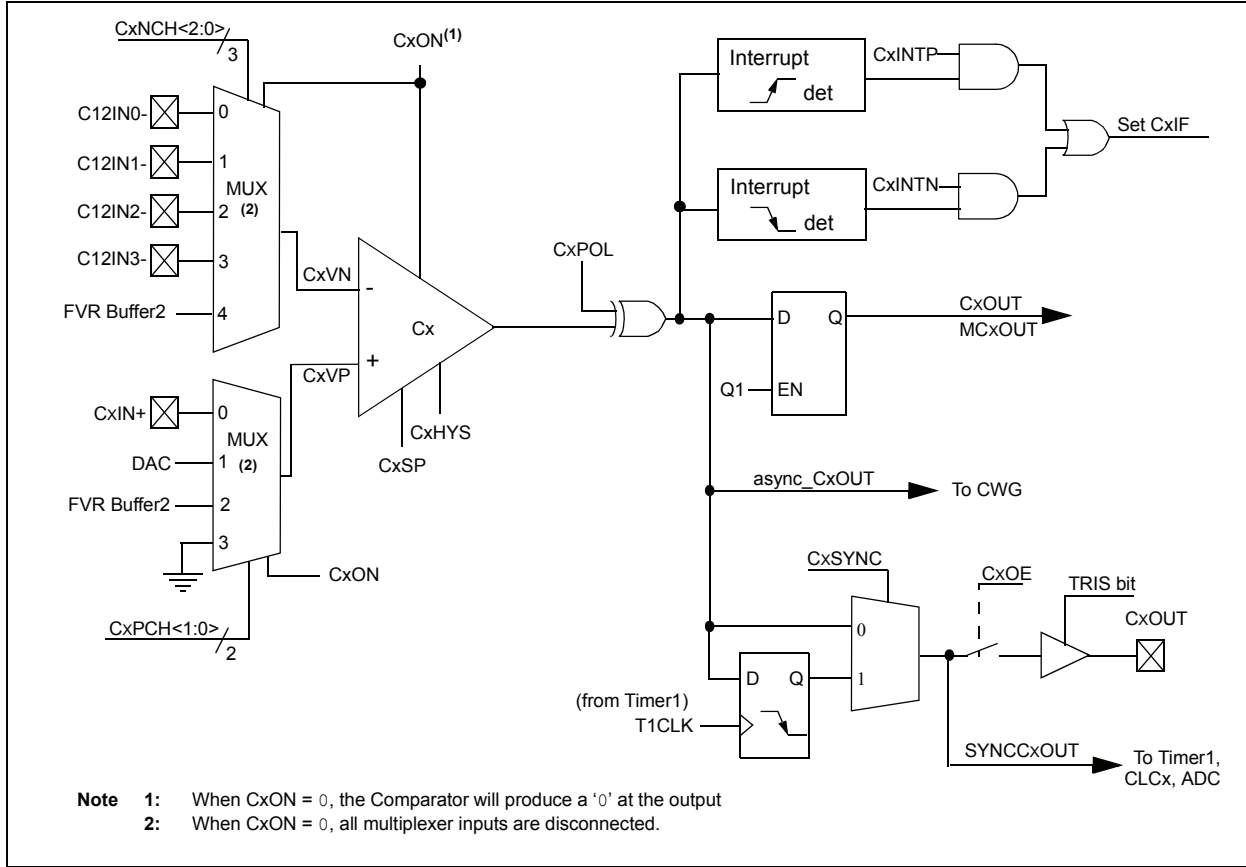 CxNCH<2:0>
3
CxON(1)
C12IN0-
C12IN1-
C12IN2-
C12IN3-
FVR Buffer2
0
1
2
3
4
MUX
(2)
CxVN
-
Cx
+
CxVP
CxHYS
CxSP
CxIN+
DAC
FVR Buffer2
0
1
2
3
MUX
(2)
CxON
CxPCH<1:0>
2
CxPOL
Interrupt
det
CxINTP
Interrupt
det
CxINTN
Set CxIF
D
Q
Q1
EN
CxOUT
MCxOUT
async_CxOUT
To CWG
CxSYNC
0
1
D
Q
(from Timer1)
T1CLK
CxOE
TRIS bit
CxOUT
SYNCCxOUT
To Timer1,
CLCx, ADC
Note 1: When CxON = 0, the Comparator will produce a ‘0’ at the output
2: When CxON = 0, all multiplexer inputs are disconnected.